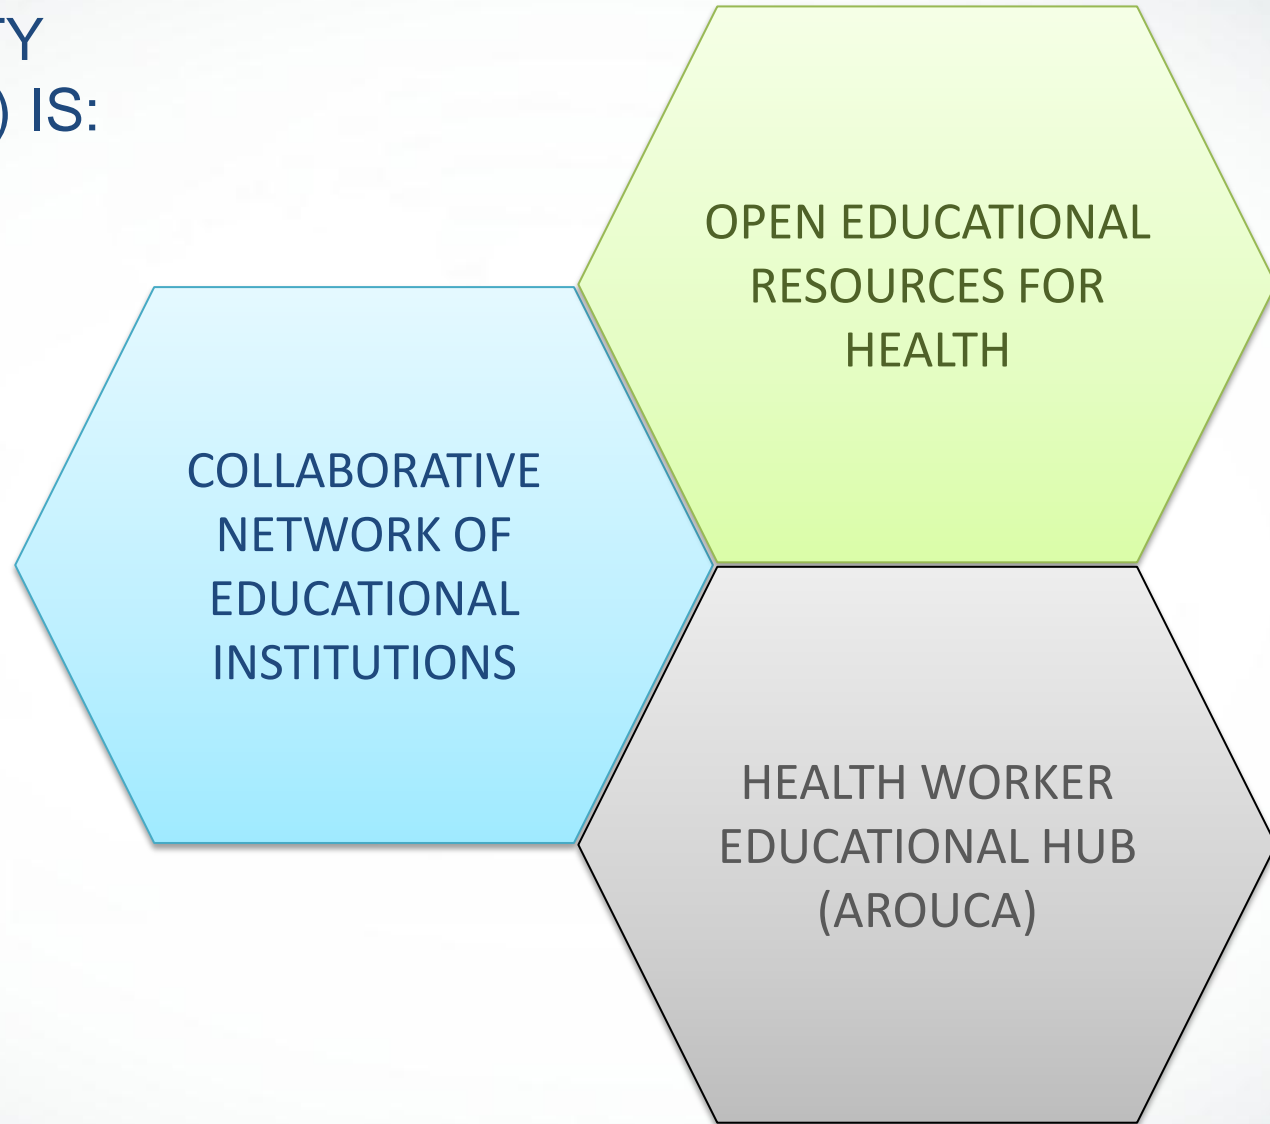 TY
) IS:
OPEN EDUCATIONAL
RESOURCES FOR
HEALTH
COLLABORATIVE
NETWORK OF
EDUCATIONAL
INSTITUTIONS
HEALTH WORKER
EDUCATIONAL HUB
(AROUCA)